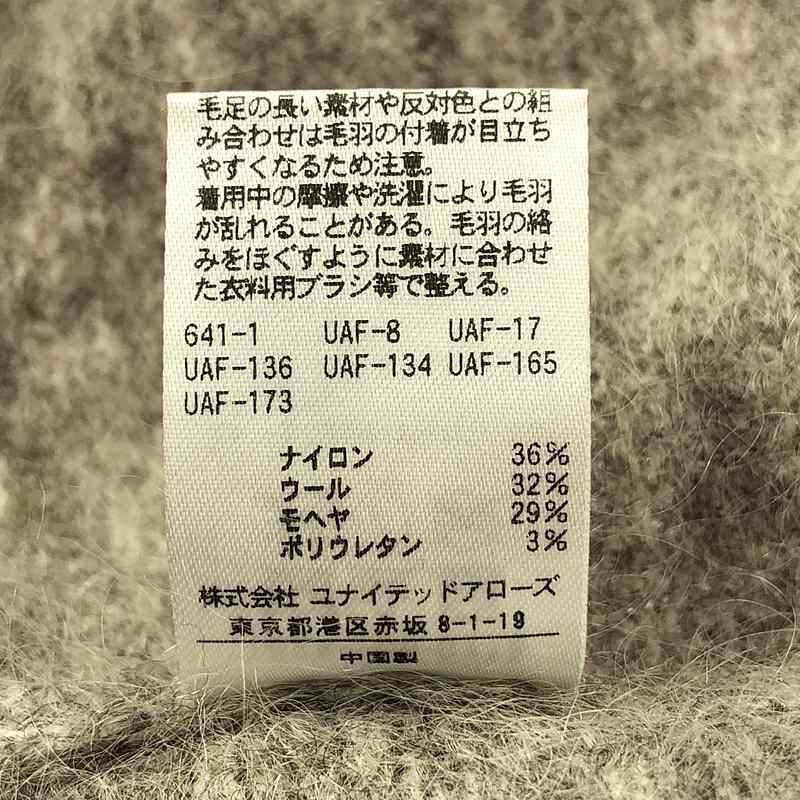 毛足の長い素材や反対色との組
み合わせは毛羽の付着が目立ち
やすくなるため注意。
着用中の摩擦や洗濯により毛羽
が乱れることがある。毛羽の絡
みをほぐすように素材に合わせ
た衣料用ブラシ等で整える。
641-1 UAF-8 UAF-17
UAF-136 UAF-134 UAF-165
UAF-173
ナイロン 36%
ウール 32%
モヘヤ 29%
ポリウレタン 3%
株式会社 ユナイテッドアローズ
東京都港区赤坂 8-1-19
中国製